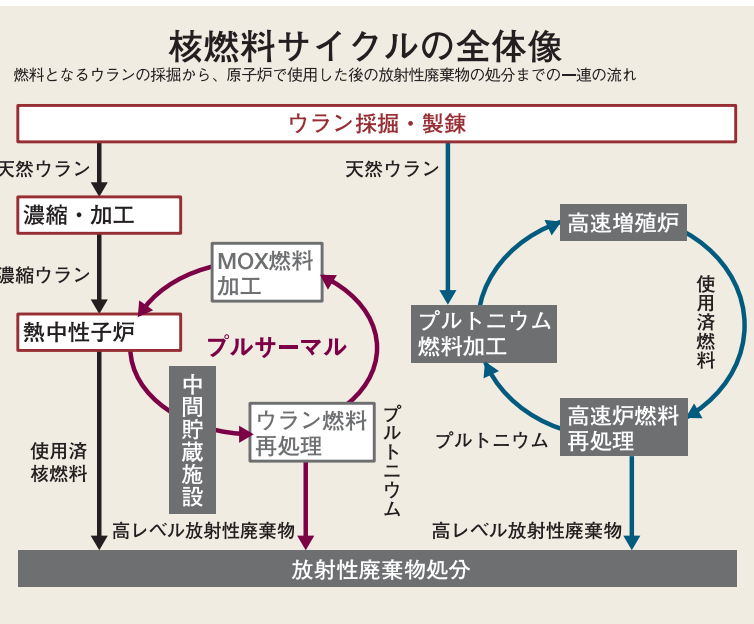 核燃料サイクルの全体像
燃料となるウランの採掘から、原子炉で使用した後の放射性廃棄物の処分までの一連の流れ
ウラン採掘・製錬
天然ウラン
天然ウラン
濃縮・加工
高速増殖炉
MOX燃料
加工
濃縮ウラン
使用済燃料
プルトニウム
燃料加工
熱中性子炉
プルサーマル
中間貯蔵施設
ウラン燃料
再処理
プルトニウム
高速炉燃料
再処理
プルトニウム
使用済
核燃料
高レベル放射性廃棄物
高レベル放射性廃棄物
放射性廃棄物処分